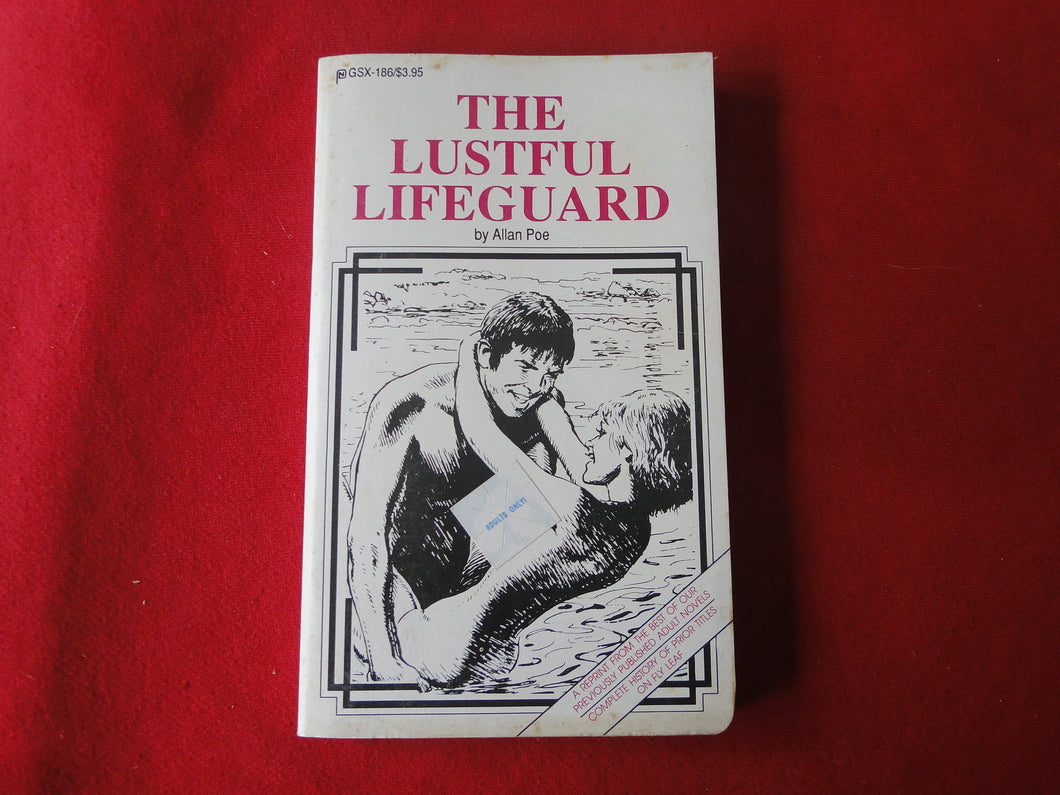 GSX-186/$3.95
THE
LUSTFUL
LIFEGUARD
by Allan Poe
ADULTS ONLY!
A REPRINT FROM THE BEST OF OUR
PREVIOUSLY PUBLISHED ADULT NOVELS
COMPLETE HISTORY OF PRIOR TITLES
ON FLY LEAF